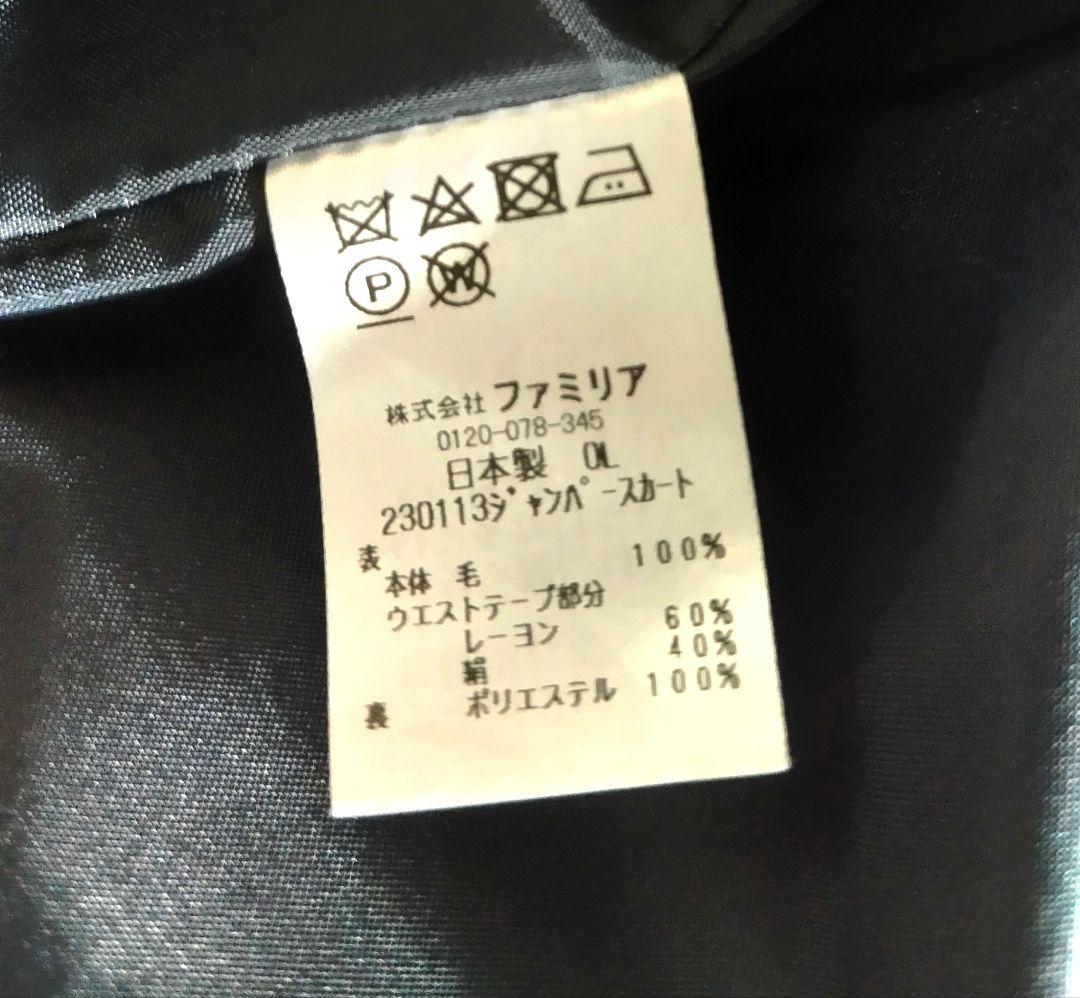 P W
株式会社 ファミリア
0120-078-345
日本製 OL
230113ジャンパースカート
表
本体 毛 100%
ウエストテープ部分
レーヨン 60%
絹 40%
裏 ポリエステル 100%